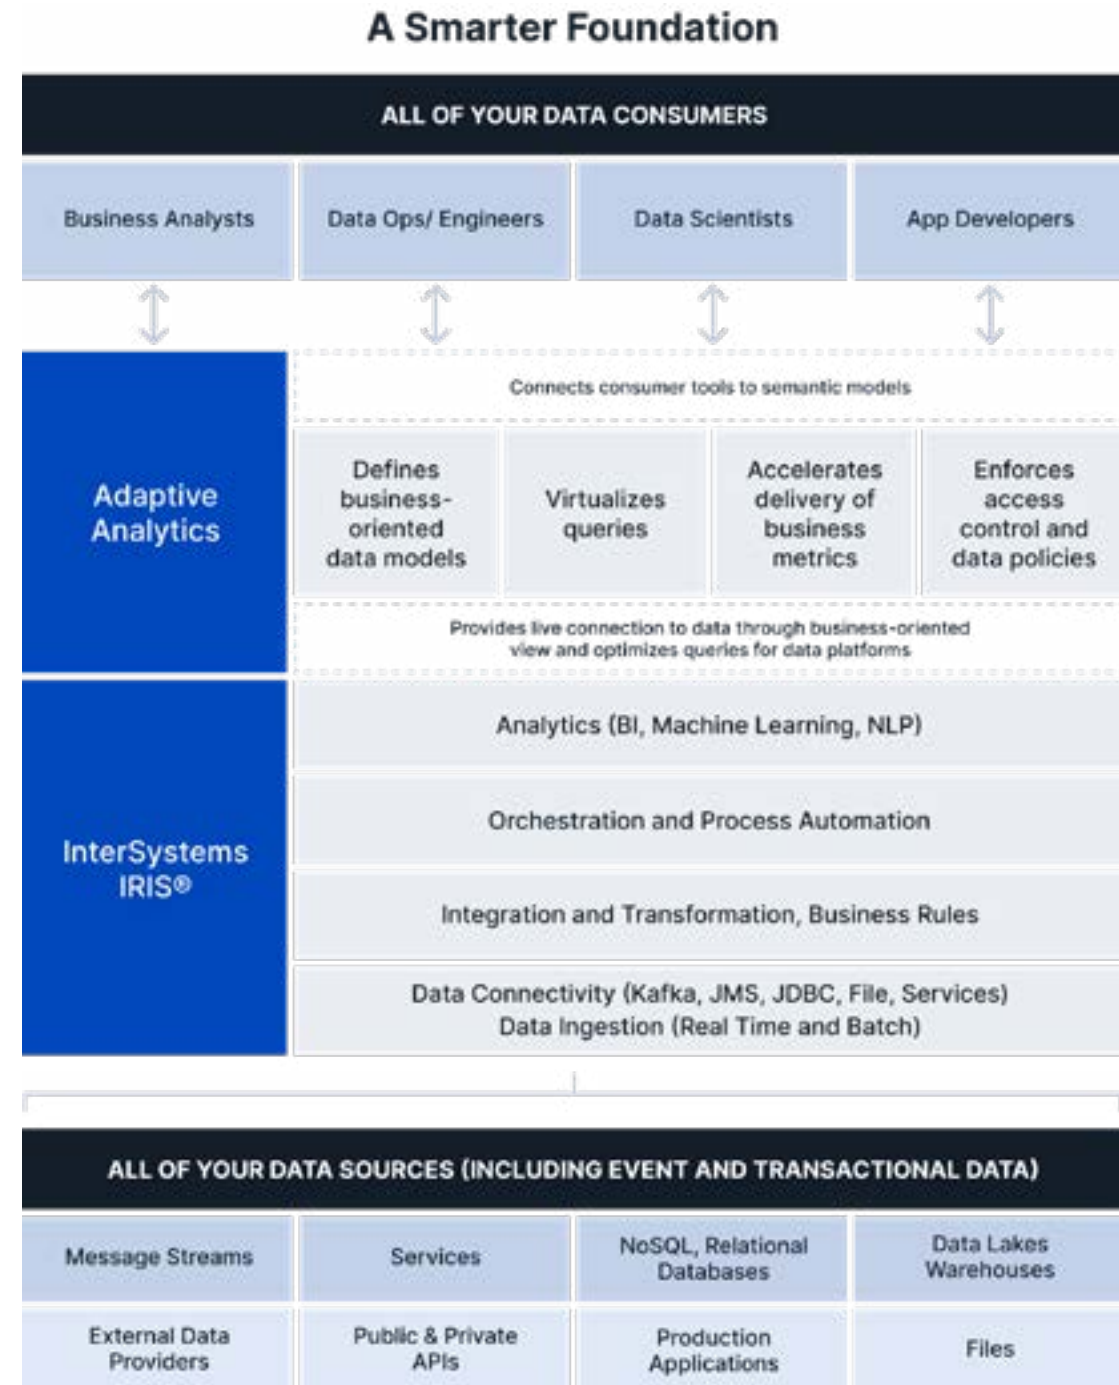 A Smarter Foundation
ALL OF YOUR DATA CONSUMERS
Business Analysts
Data Ops/ Engineers
Data Scientists
App Developers
Adaptive
Analytics
Connects consumer tools to semantic models
Defines
business-
oriented
data models
Virtualizes
queries
Accelerates
delivery of
business
metrics
Enforces
access
control and
data policies
Provides live connection to data through business-oriented
view and optimizes queries for data platforms
InterSystems
IRIS®
Analytics (BI, Machine Learning, NLP)
Orchestration and Process Automation
Integration and Transformation, Business Rules
Data Connectivity (Kafka, JMS, JDBC, File, Services)
Data Ingestion (Real Time and Batch)
ALL OF YOUR DATA SOURCES (INCLUDING EVENT AND TRANSACTIONAL DATA)
Message Streams
Services
NoSQL, Relational
Databases
Data Lakes
Warehouses
External Data
Providers
Public & Private
APIs
Production
Applications
Files